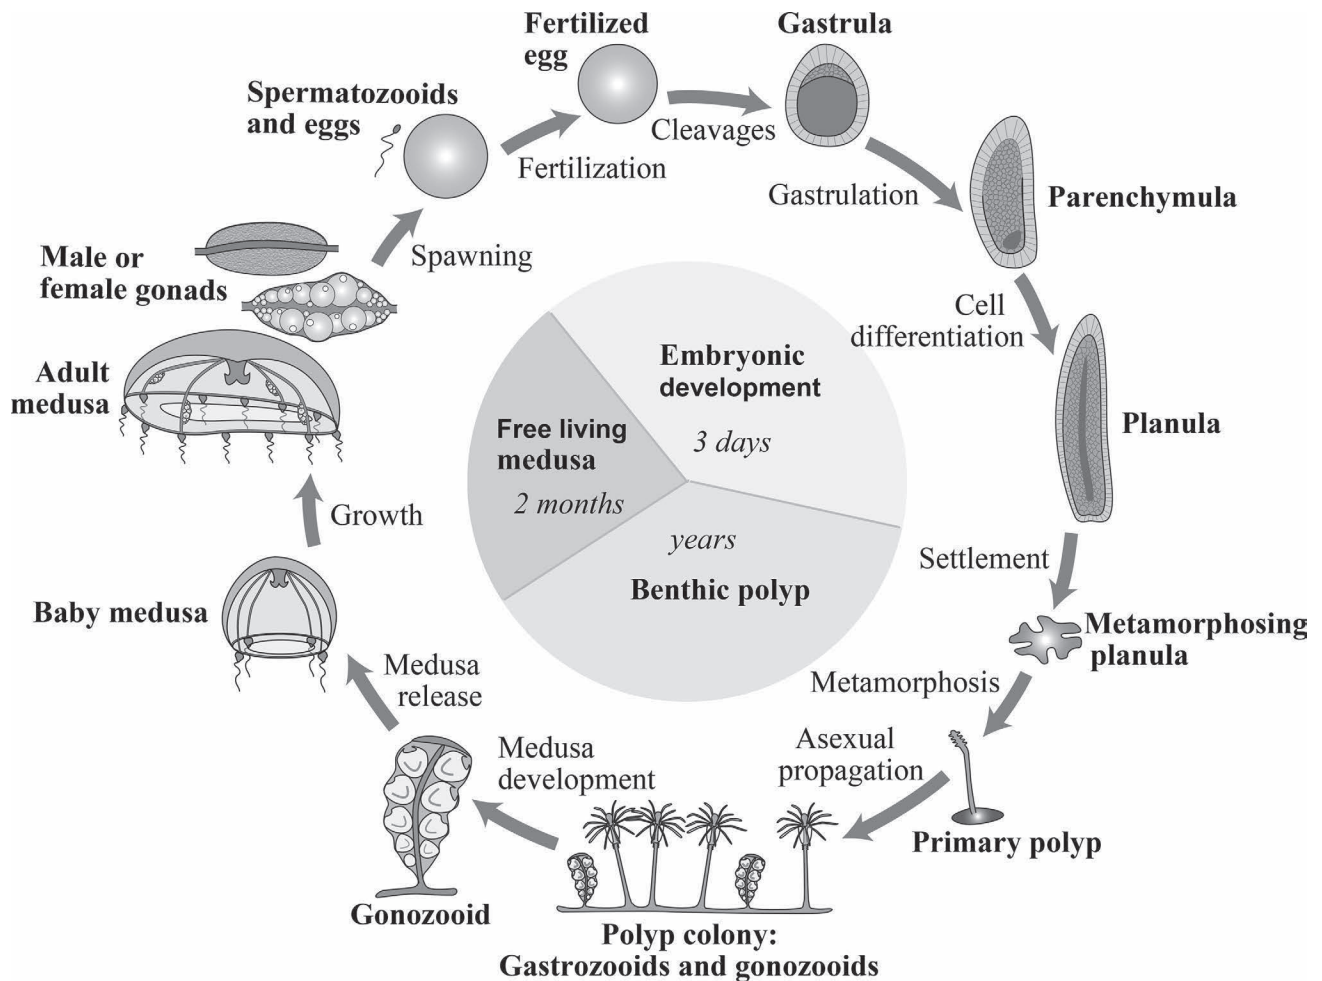 Fertilized
egg
Gastrula
Spermatozooids
and eggs
Cleavages
Fertilization
Gastrulation
Parenchymula
Male or
female gonads
Spawning
Cell
differentiation
Adult
medusa
Embryonic
development
3 days
Planula
Free living
medusa
2 months
Growth
years
Benthic polyp
Settlement
Baby medusa
Metamorphosing
planula
Medusa
release
Metamorphosis
Medusa
development
Asexual
propagation
Primary polyp
Gonozooid
Polyp colony:
Gastrozooids and gonozooids